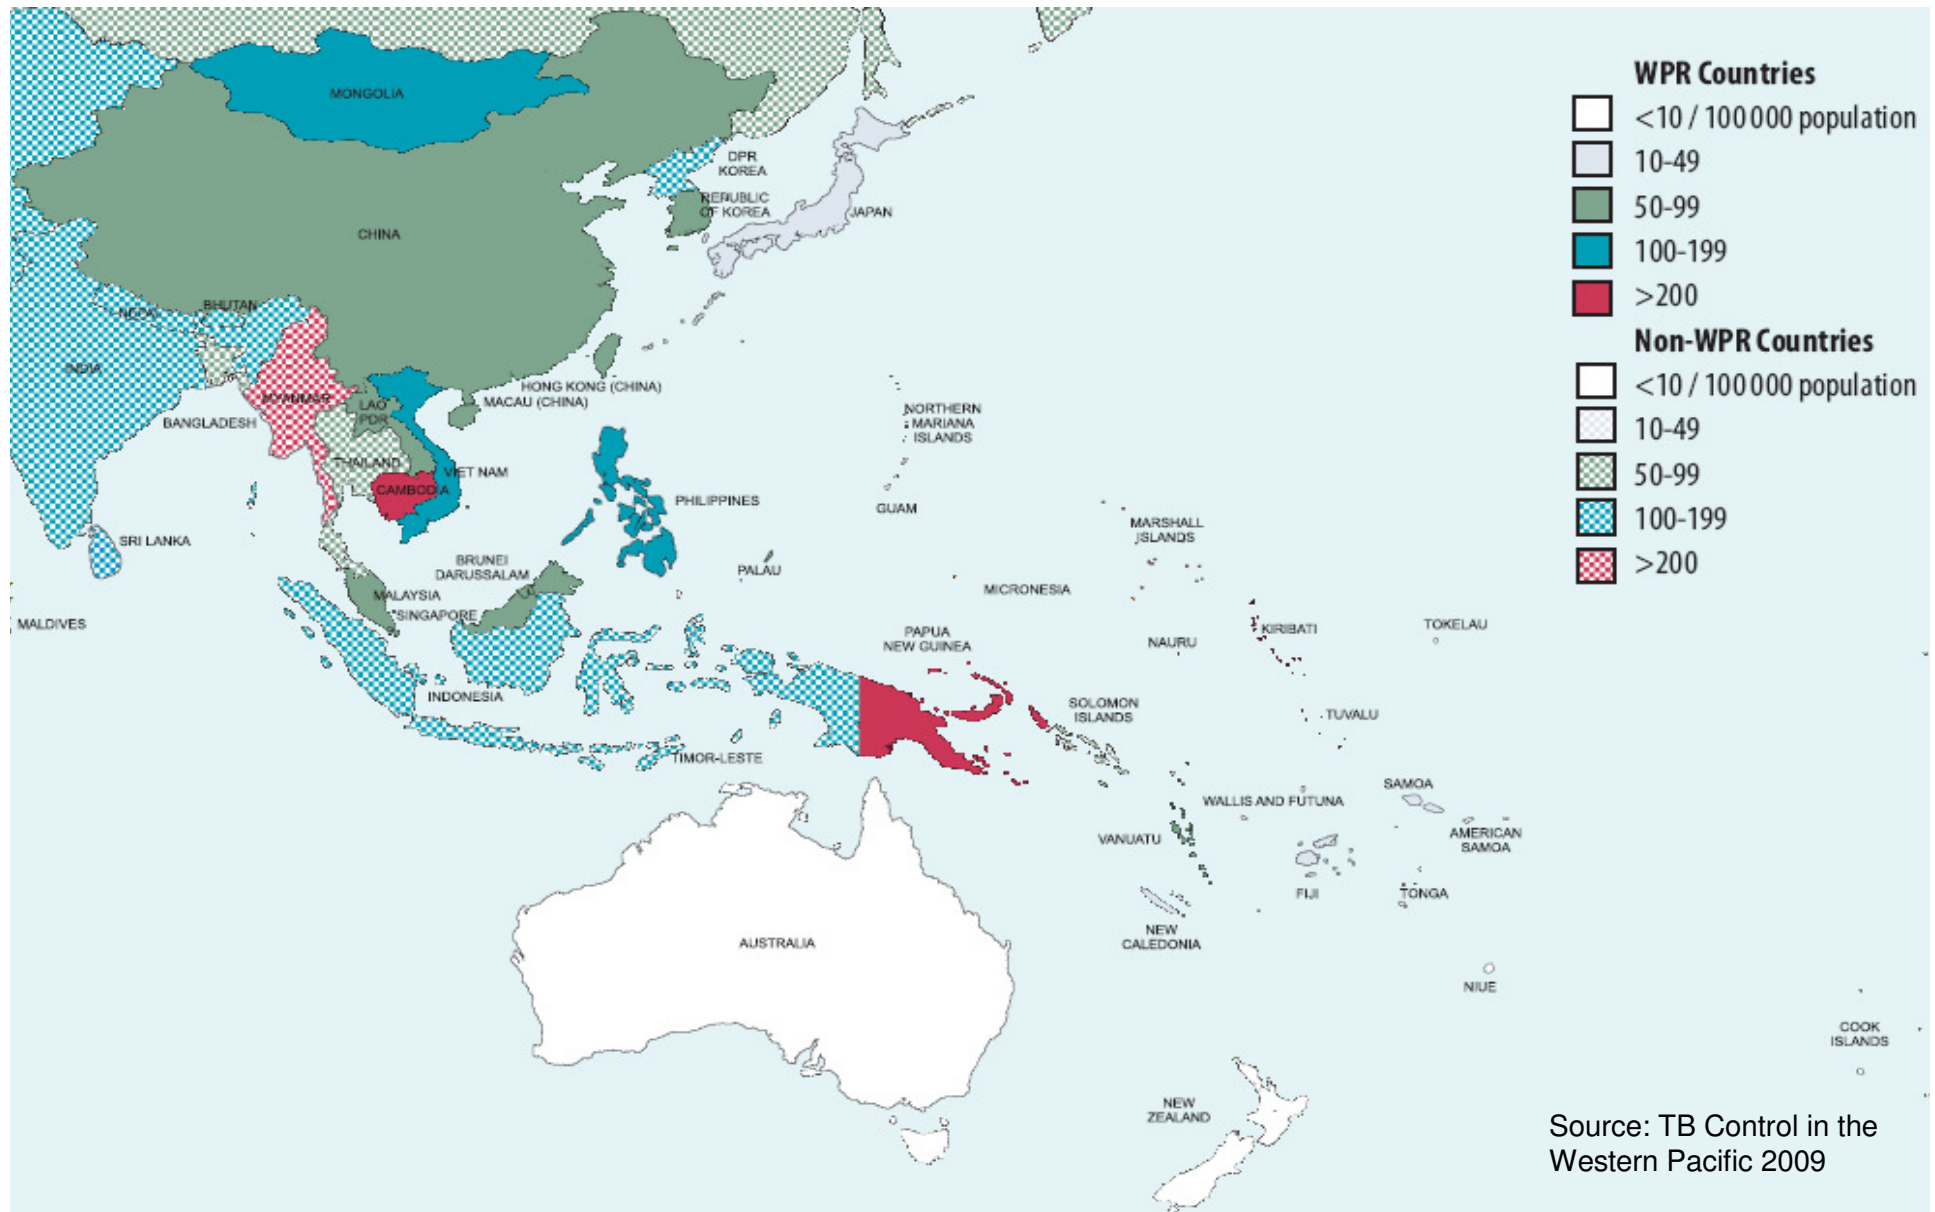 WPR Countries
<10 / 100 000 population
10-49
50-99
100-199
>200
Non-WPR Countries
<10 / 100 000 population
10-49
50-99
100-199
>200
MONGOLIA
DPR
KOREA
REPUBLIC
OF KOREA
JAPAN
CHINA
NEPAL
BHUTAN
INDIA
BANGLADESH
MYANMAR
LAO
PDR
HONG KONG (CHINA)
MACAU (CHINA)
THAILAND
VIET NAM
CAMBODIA
SRI LANKA
MALDIVES
PHILIPPINES
NORTHERN
MARIANA
ISLANDS
GUAM
BRUNEI
DARUSSALAM
MALAYSIA
SINGAPORE
PALAU
MARSHALL
ISLANDS
MICRONESIA
PAPUA
NEW GUINEA
NAURU
KIRIBATI
TOKELAU
INDONESIA
TIMOR-LESTE
SOLOMON
ISLANDS
TUVALU
SAMOA
WALLIS AND FUTUNA
VANUATU
AMERICAN
SAMOA
FIJI
TONGA
NEW
CALEDONIA
AUSTRALIA
NIUE
COOK
ISLANDS
NEW
ZEALAND
Source: TB Control in the
Western Pacific 2009